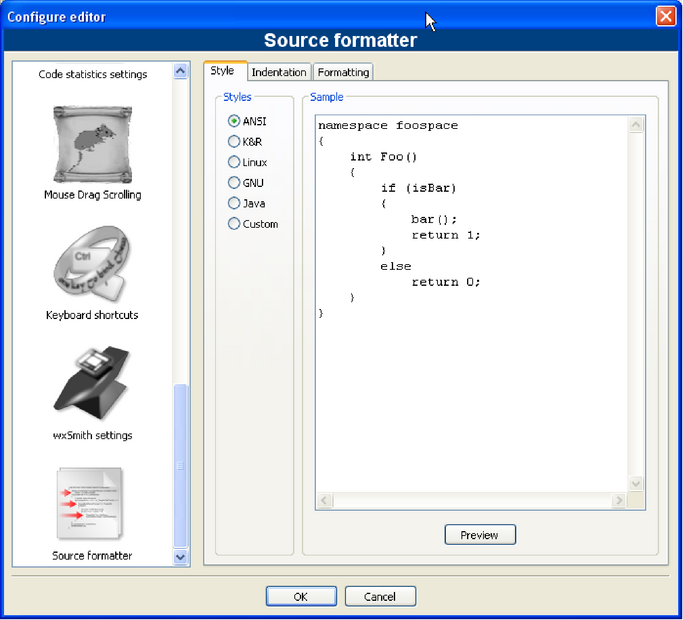 Configure editor
Source formatter
Code statistics settings
Mouse Drag Scrolling
Ctrl
Keyboard shortcuts
wxSmith settings
Source formatter
Style
Indentation
Formatting
Styles
ANSI
K&R
Linux
GNU
Java
Custom
Sample
namespace foospace
{
    int Foo()
    {
        if (isBar)
        {
            bar();
            return 1;
        }
        else
            return 0;
    }
}
Preview
OK
Cancel